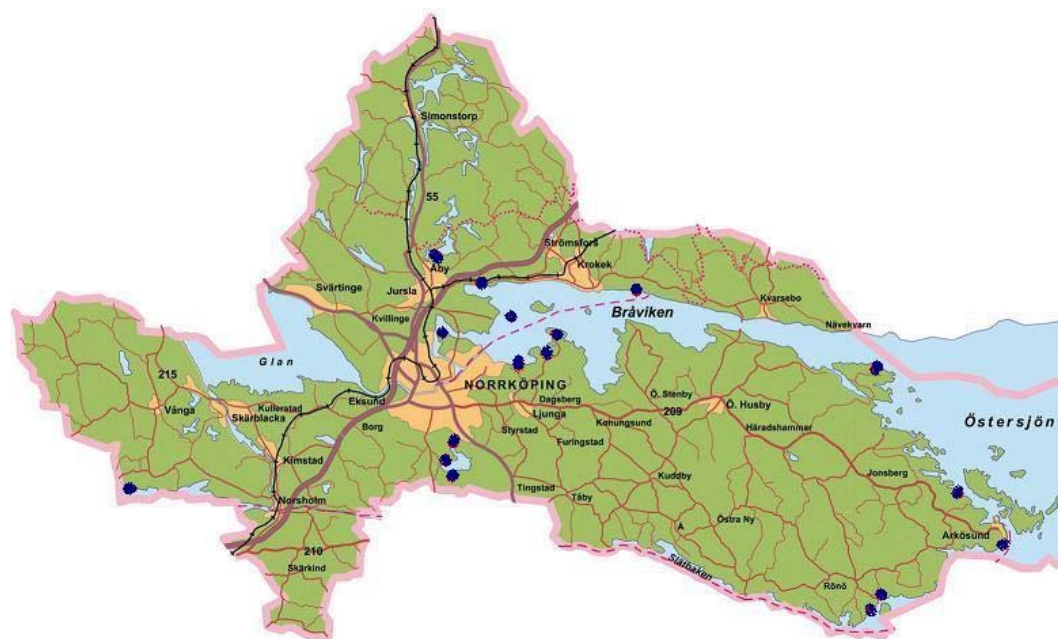 Simonstorp
55
Strömsfors
Åby
Krokek
Svärtinge
Jursla
Kvarsebo
Kvillinge
Bråviken
Nävekvarn
Glan
215
NORRKÖPING
Eksund
Dagsberg
Ö. Stenby
Vånga
Kullerstad
Skärblacka
Ljunga
209
Ö. Husby
Östersjön
Borg
Styrstad
Konungsund
Häradshammar
Furingstad
Kimstad
Kuddby
Jonsberg
Tingstad
Norsholm
Tåby
Östra Ny
Å
Arkösund
210
Slätbaken
Skärkind
Rönö